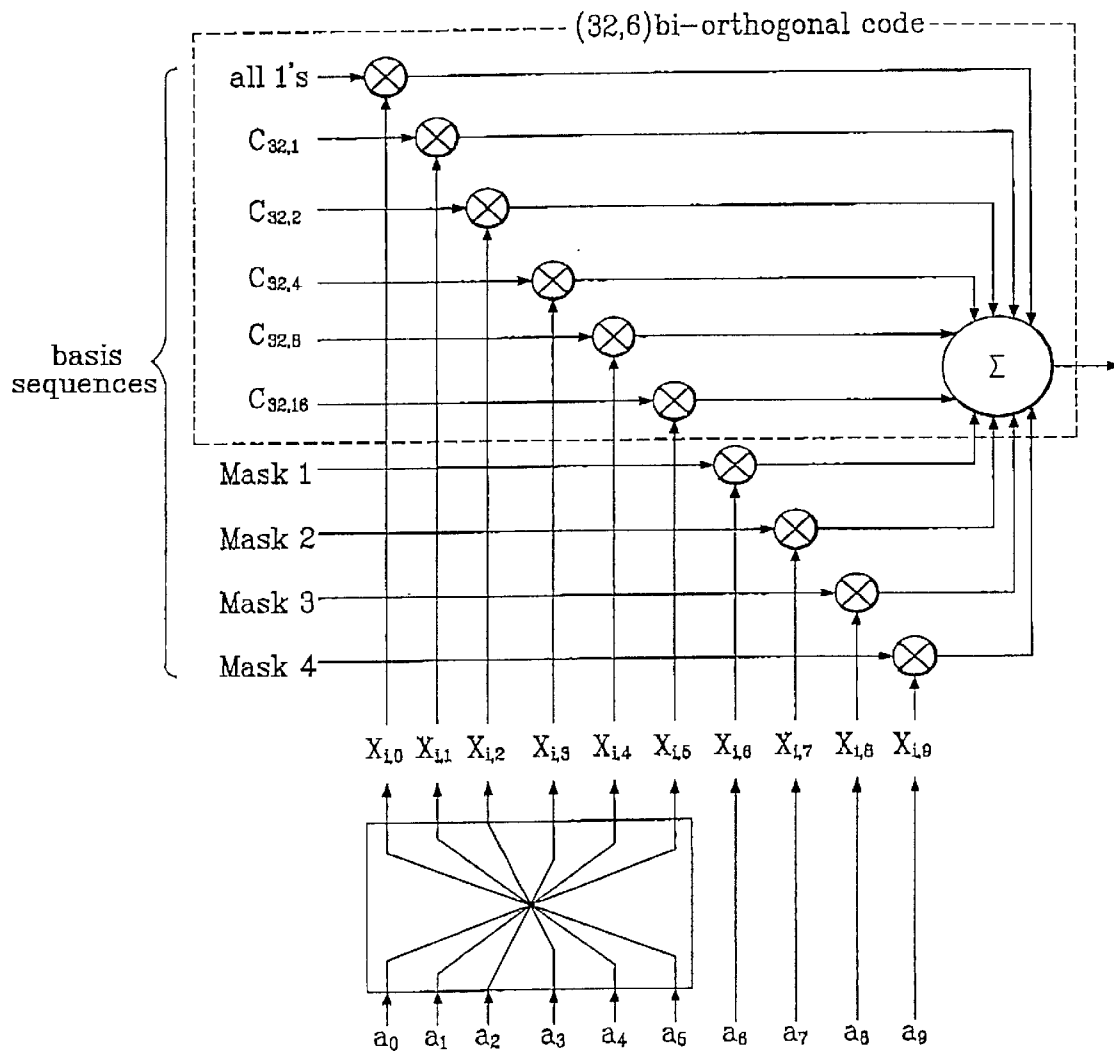 (32,6)bi-orthogonal code
all 1's
C32,1
C32,2
C32,4
C32,8
C32,16
basis
sequences
Σ
Mask 1
Mask 2
Mask 3
Mask 4
Xi,0 Xi,1 Xi,2 Xi,3 Xi,4 Xi,5 Xi,6 Xi,7 Xi,8 Xi,9
a0 a1 a2 a3 a4 a5 a6 a7 a8 a9